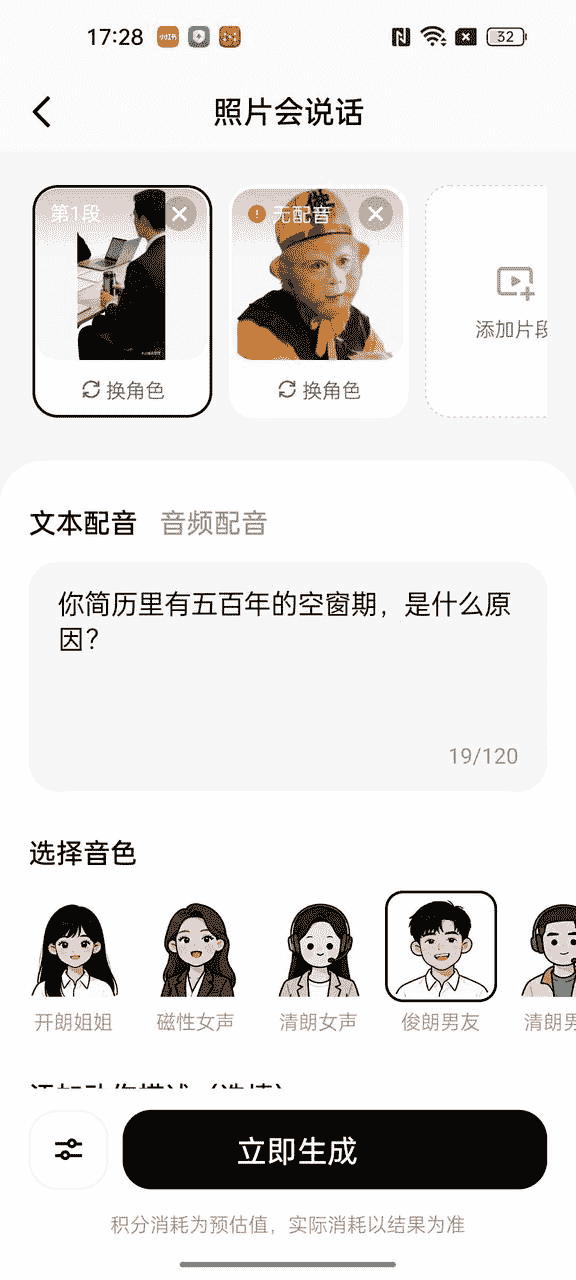 17:28
32
照片会说话
第1段
无配音
添加片段
换角色
换角色
文本配音
音频配音
你简历里有五百年的空窗期，是什么原
因？
19/120
选择音色
开朗姐姐
磁性女声
清朗女声
俊朗男友
清朗男
立即生成
积分消耗为预估值，实际消耗以结果为准